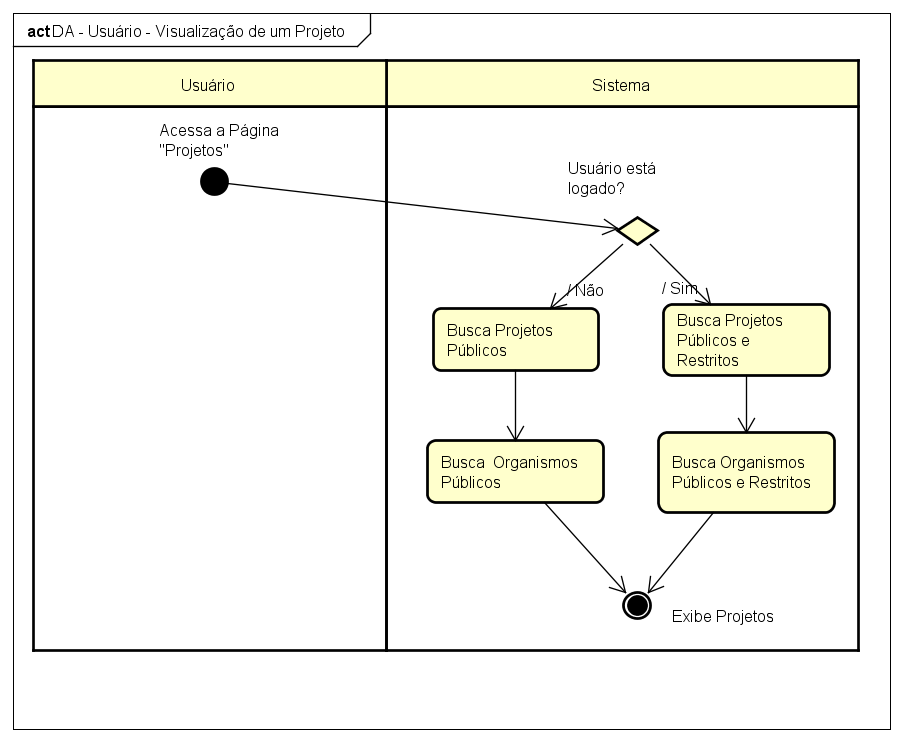 act DA - Usuário - Visualização de um Projeto
Usuário
Sistema
Acessa a Página
"Projetos"
Usuário está
logado?
/ Não
/ Sim
Busca Projetos
Públicos
Busca Projetos
Públicos e
Restritos
Busca  Organismos
Públicos
Busca Organismos
Públicos e Restritos
Exibe Projetos